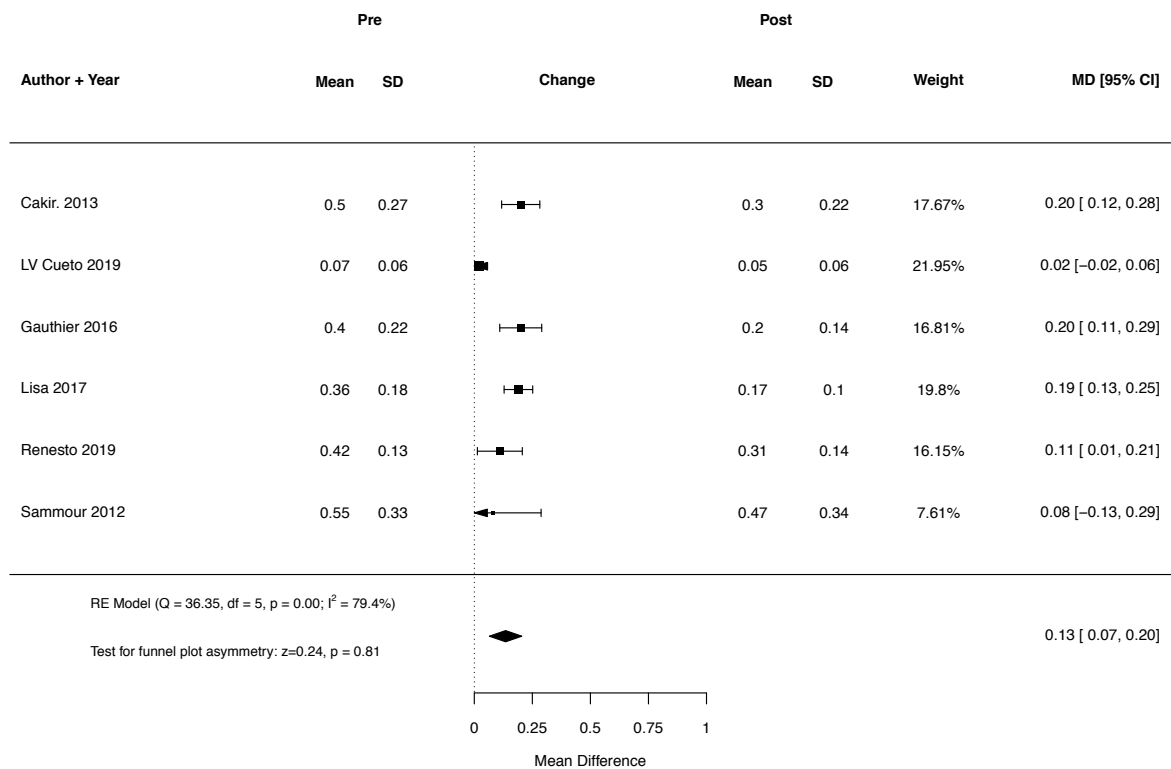 Pre Post
Author + Year Mean SD Change Mean SD Weight MD [95% CI]
Cakir. 2013 0.5 0.27 0.3 0.22 17.67% 0.20 [ 0.12, 0.28]
LV Cueto 2019 0.07 0.06 0.05 0.06 21.95% 0.02 [−0.02, 0.06]
Gauthier 2016 0.4 0.22 0.2 0.14 16.81% 0.20 [ 0.11, 0.29]
Lisa 2017 0.36 0.18 0.17 0.1 19.8% 0.19 [ 0.13, 0.25]
Renesto 2019 0.42 0.13 0.31 0.14 16.15% 0.11 [ 0.01, 0.21]
Sammour 2012 0.55 0.33 0.47 0.34 7.61% 0.08 [−0.13, 0.29]
RE Model (Q = 36.35, df = 5, p = 0.00; I² = 79.4%)
0.13 [ 0.07, 0.20]
Test for funnel plot asymmetry: z=0.24, p = 0.81
0 0.25 0.5 0.75 1
Mean Difference